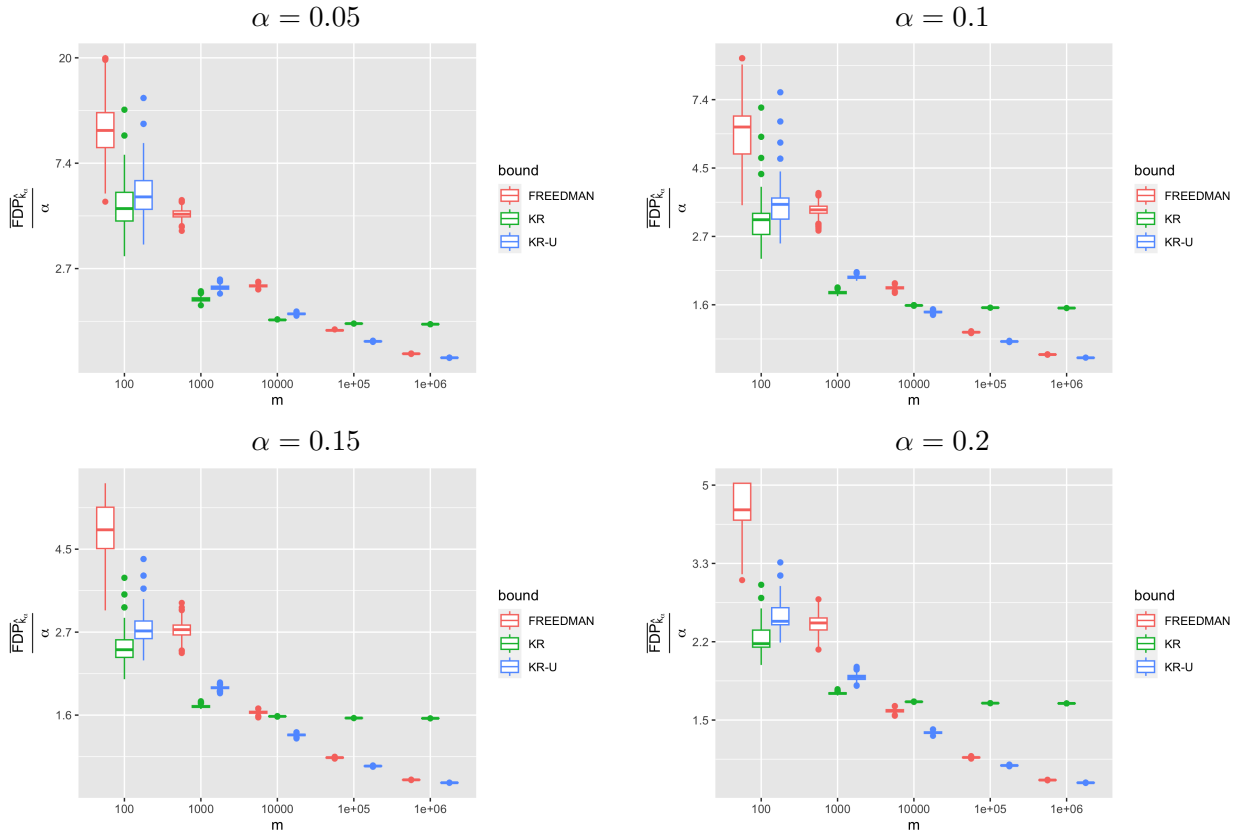 α = 0.05
20
7.4
2.7
100
1000
10000
1e+05
1e+06
m
FDP_k̂_α / α
bound
FREEDMAN
KR
KR-U
α = 0.1
7.4
4.5
2.7
1.6
100
1000
10000
1e+05
1e+06
m
FDP_k̂_α / α
bound
FREEDMAN
KR
KR-U
α = 0.15
4.5
2.7
1.6
100
1000
10000
1e+05
1e+06
m
FDP_k̂_α / α
bound
FREEDMAN
KR
KR-U
α = 0.2
5
3.3
2.2
1.5
100
1000
10000
1e+05
1e+06
m
FDP_k̂_α / α
bound
FREEDMAN
KR
KR-U